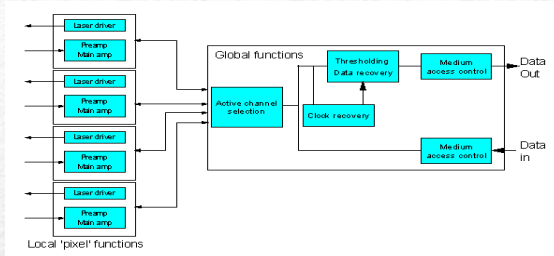 Laser driver
Preamp
Main amp
Laser driver
Preamp
Main amp
Laser driver
Preamp
Main amp
Laser driver
Preamp
Main amp
Local 'pixel' functions
Global functions
Active channel
selection
Thresholding
Data recovery
Clock recovery
Medium
access control
Data
Out
Medium
access control
Data
in